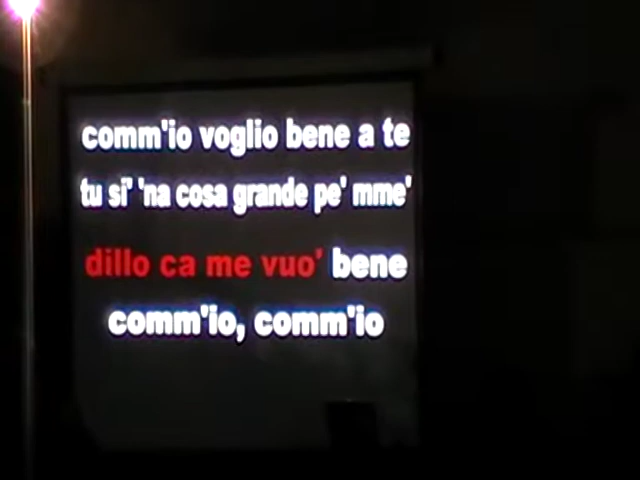 comm'io voglio bene a te
tu si' 'na cosa grande pe' mme'
dillo ca me vuo' bene
comm'io, comm'io